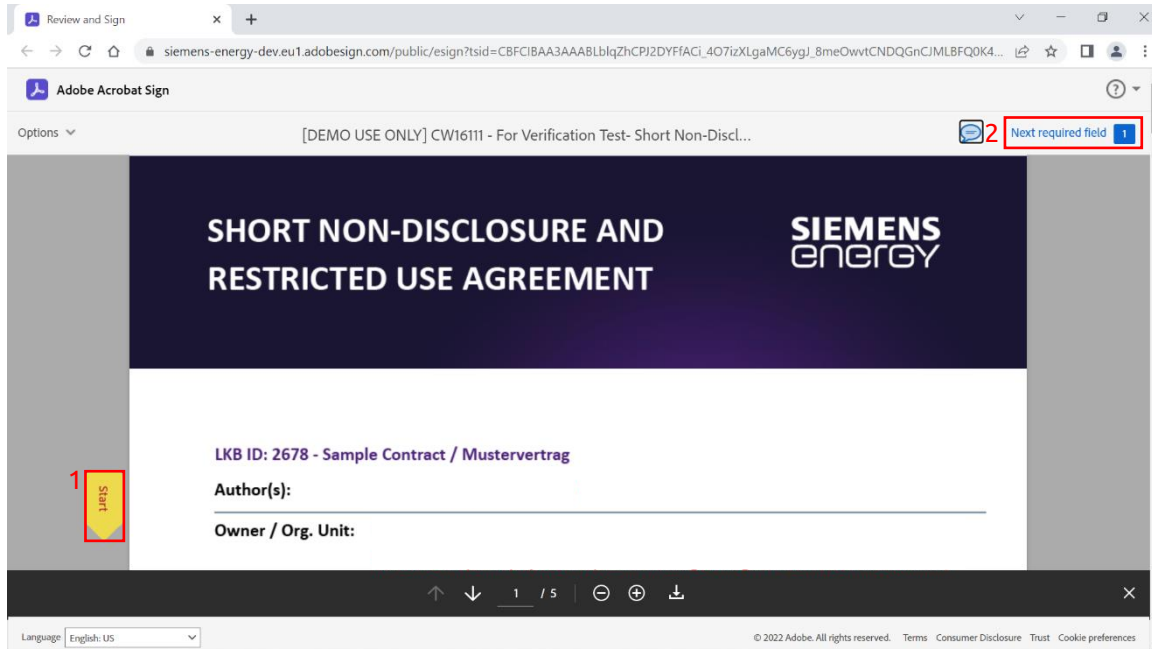 Review and Sign
siemens-energy-dev.eu1.adobesign.com/public/esign?tsid=CBFCIBAA3AAABLblqZhCPJ2DYFfACi_4O7izXLgaMC6ygJ_8meOwvtCNDQGnCJMLBFQ0K4...
Adobe Acrobat Sign
Options
[DEMO USE ONLY] CW16111 - For Verification Test- Short Non-Discl...
2
Next required field 1
SHORT NON-DISCLOSURE AND
RESTRICTED USE AGREEMENT
SIEMENS
energy
LKB ID: 2678 - Sample Contract / Mustervertrag
1
Start
Author(s):
Owner / Org. Unit:
1 / 5
Language English: US
© 2022 Adobe. All rights reserved. Terms Consumer Disclosure Trust Cookie preferences